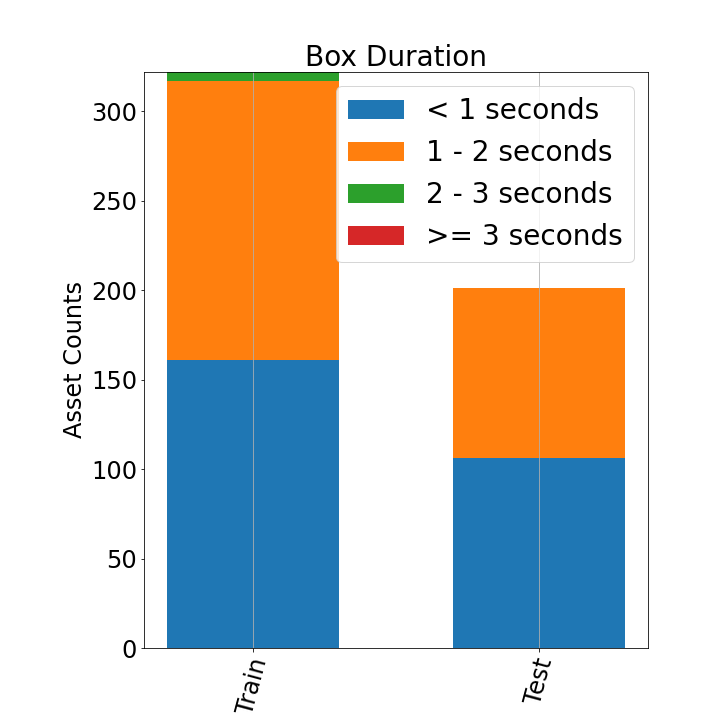 Box Duration
< 1 seconds
1 - 2 seconds
2 - 3 seconds
>= 3 seconds
Asset Counts
300
250
200
150
100
50
0
Train
Test